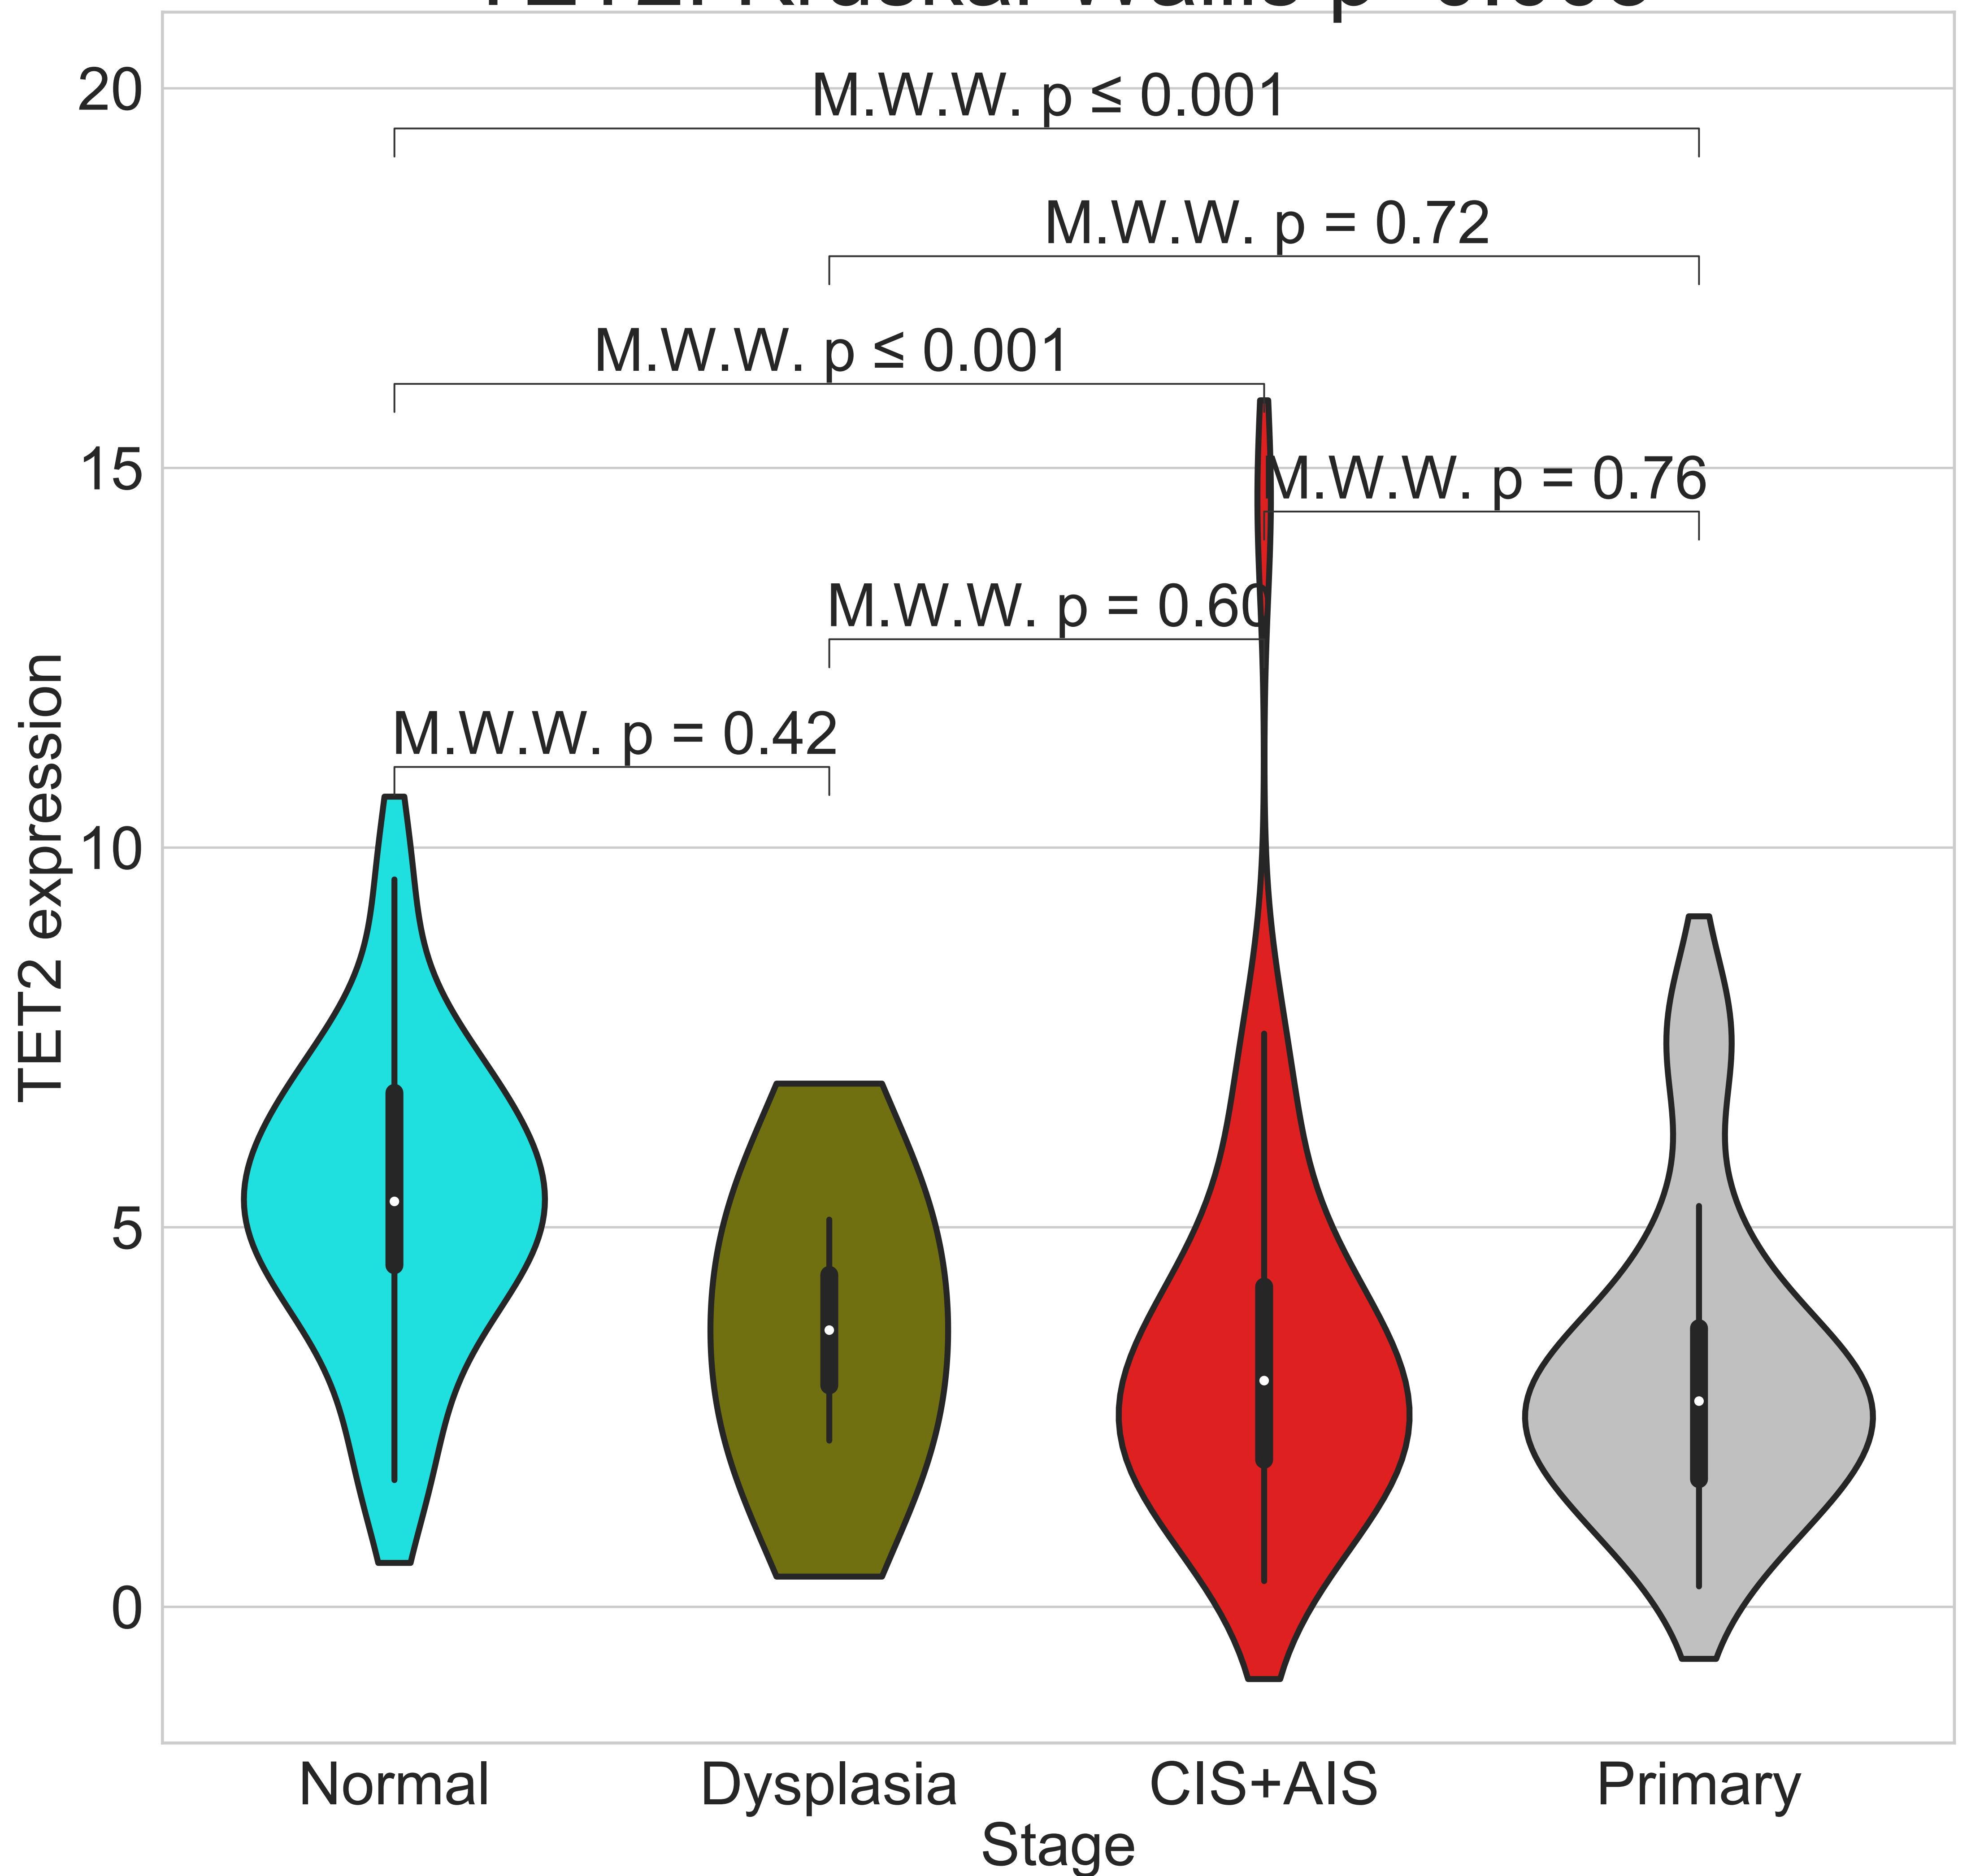 20
M.W.W. p ≤ 0.001
M.W.W. p = 0.72
M.W.W. p ≤ 0.001
15
M.W.W. p = 0.76
M.W.W. p = 0.60
M.W.W. p = 0.42
10
TET2 expression
5
0
Normal Dysplasia CIS+AIS Primary
Stage